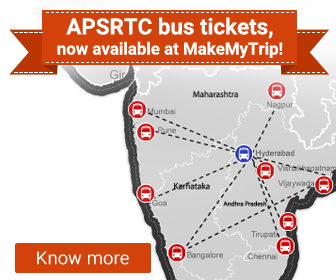 APSRTC bus tickets,
now available at MakeMyTrip!
Gir
Maharashtra
Nagpur
Mumbai
Pune
Hyderabad
Vishakhapatnam
Vijaywada
Karnataka
Goa
Andhra Pradesh
Tirupati
Bangalore
Chennai
Know more